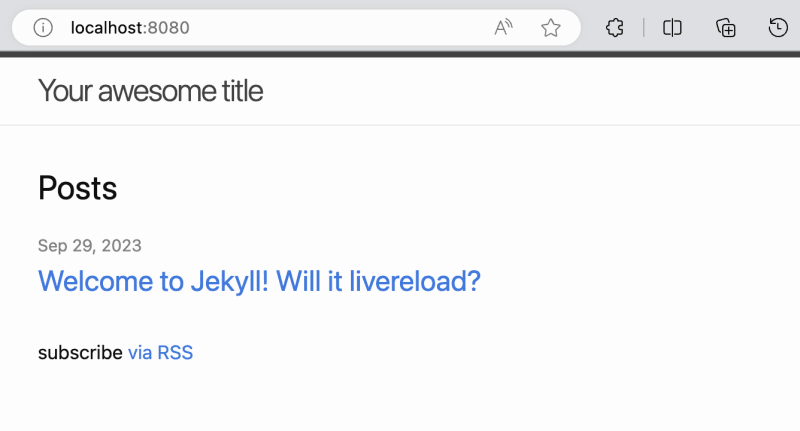 localhost:8080
Your awesome title
Posts
Sep 29, 2023
Welcome to Jekyll! Will it livereload?
subscribe via RSS